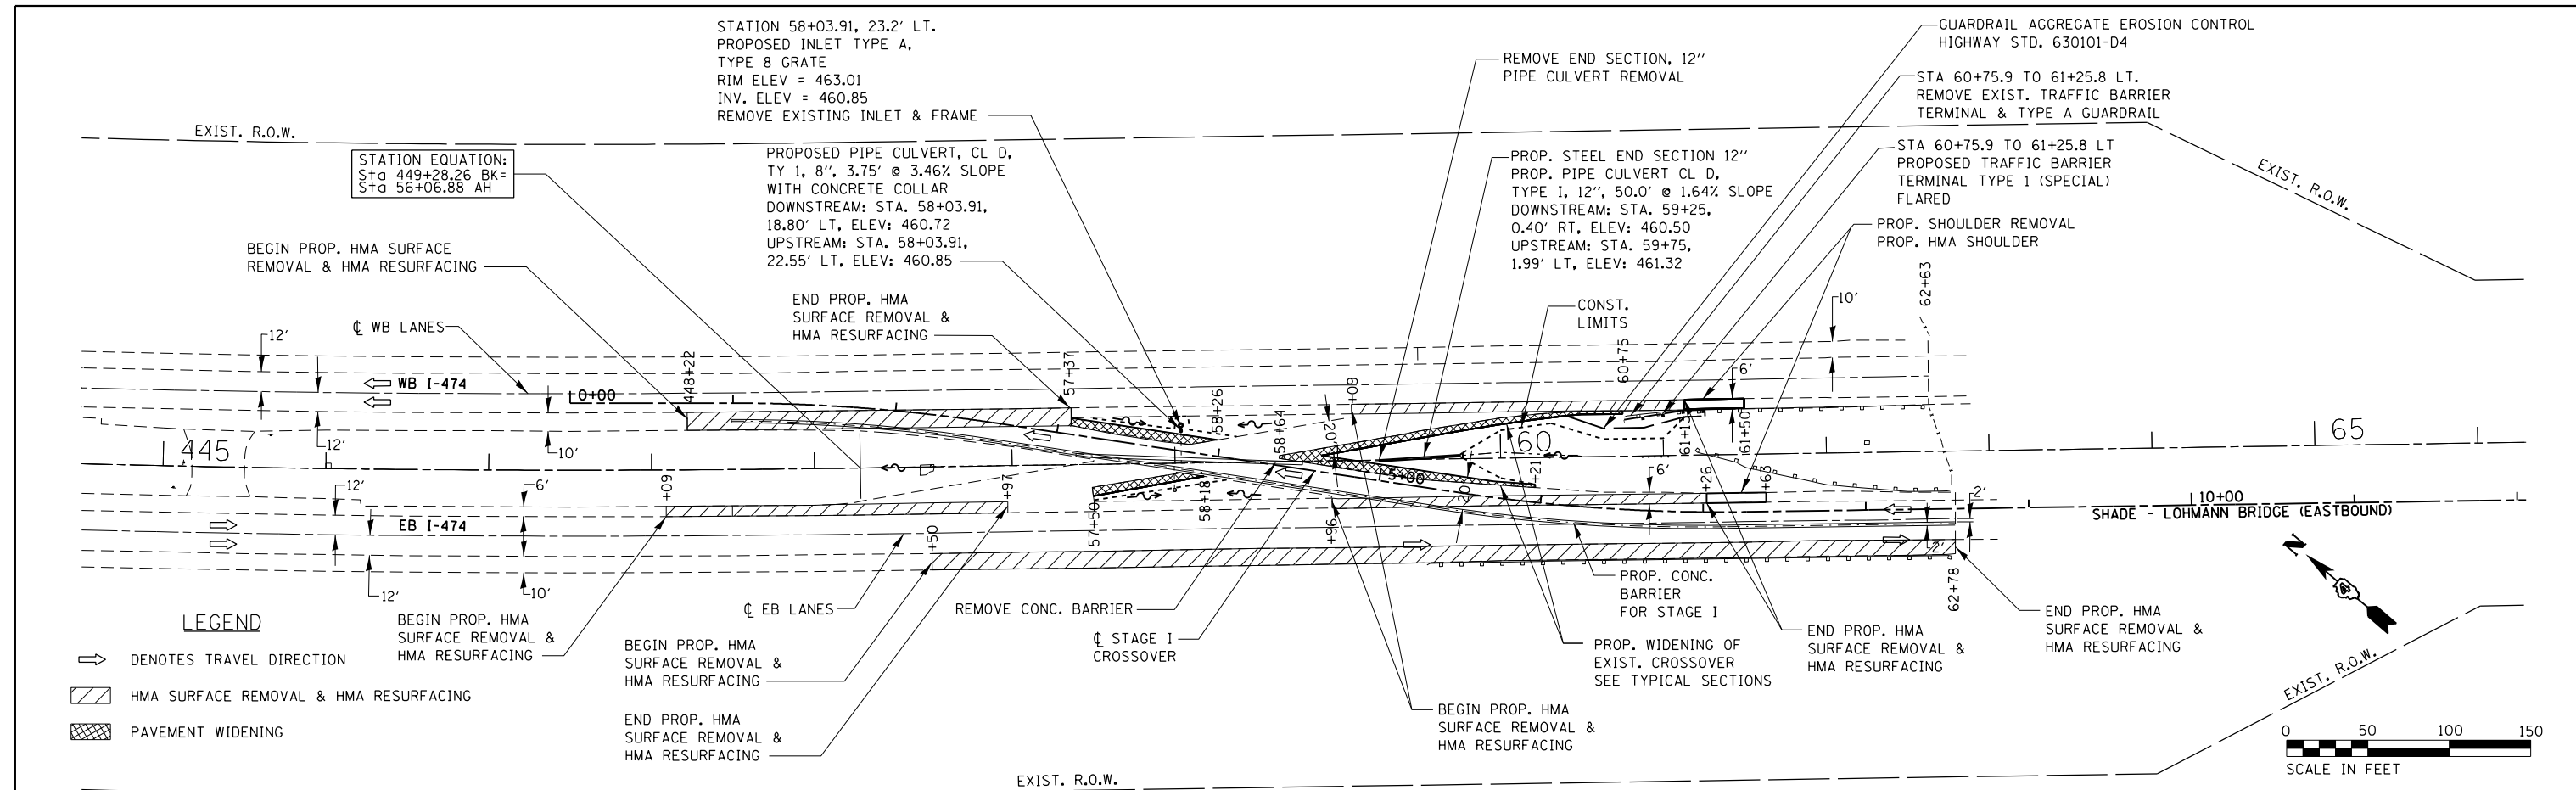 STATION 58+03.91, 23.2' LT.
PROPOSED INLET TYPE A,
TYPE 8 GRATE
RIM ELEV = 463.01
INV. ELEV = 460.85
REMOVE EXISTING INLET & FRAME
GUARDRAIL AGGREGATE EROSION CONTROL
HIGHWAY STD. 630101-D4
REMOVE END SECTION, 12''
PIPE CULVERT REMOVAL
STA 60+75.9 TO 61+25.8 LT.
REMOVE EXIST. TRAFFIC BARRIER
TERMINAL & TYPE A GUARDRAIL
EXIST. R.O.W.
STATION EQUATION:
Sta 449+28.26 BK=
Sta 56+06.88 AH
PROPOSED PIPE CULVERT, CL D,
TY 1, 8'', 3.75' @ 3.46% SLOPE
WITH CONCRETE COLLAR
DOWNSTREAM: STA. 58+03.91,
18.80' LT, ELEV: 460.72
UPSTREAM: STA. 58+03.91,
22.55' LT, ELEV: 460.85
PROP. STEEL END SECTION 12''
PROP. PIPE CULVERT CL D,
TYPE I, 12'', 50.0' @ 1.64% SLOPE
DOWNSTREAM: STA. 59+25,
0.40' RT, ELEV: 460.50
UPSTREAM: STA. 59+75,
1.99' LT, ELEV: 461.32
STA 60+75.9 TO 61+25.8 LT
PROPOSED TRAFFIC BARRIER
TERMINAL TYPE 1 (SPECIAL)
FLARED
EXIST. R.O.W.
PROP. SHOULDER REMOVAL
PROP. HMA SHOULDER
BEGIN PROP. HMA SURFACE
REMOVAL & HMA RESURFACING
END PROP. HMA
SURFACE REMOVAL &
HMA RESURFACING
CONST.
LIMITS
62+63
10'
℄ WB LANES
12'
448+22
57+37
60+75
6'
WB I-474
0+00
58+26
+09
12'
10'
20'
58+64
61+13
61+50
445
60
65
12'
6'
+09
+97
58+18
5+00
20'
+21
6'
+26
+63
2'
10+00
EB I-474
+50
57+50
+96
SHADE - LOHMANN BRIDGE (EASTBOUND)
2'
12'
10'
62+78
N
LEGEND
DENOTES TRAVEL DIRECTION
HMA SURFACE REMOVAL & HMA RESURFACING
PAVEMENT WIDENING
BEGIN PROP. HMA
SURFACE REMOVAL &
HMA RESURFACING
℄ EB LANES
REMOVE CONC. BARRIER
PROP. CONC.
BARRIER
FOR STAGE I
END PROP. HMA
SURFACE REMOVAL &
HMA RESURFACING
BEGIN PROP. HMA
SURFACE REMOVAL &
HMA RESURFACING
℄ STAGE I
CROSSOVER
PROP. WIDENING OF
EXIST. CROSSOVER
SEE TYPICAL SECTIONS
END PROP. HMA
SURFACE REMOVAL &
HMA RESURFACING
END PROP. HMA
SURFACE REMOVAL &
HMA RESURFACING
BEGIN PROP. HMA
SURFACE REMOVAL &
HMA RESURFACING
EXIST. R.O.W.
EXIST. R.O.W.
0 50 100 150
SCALE IN FEET